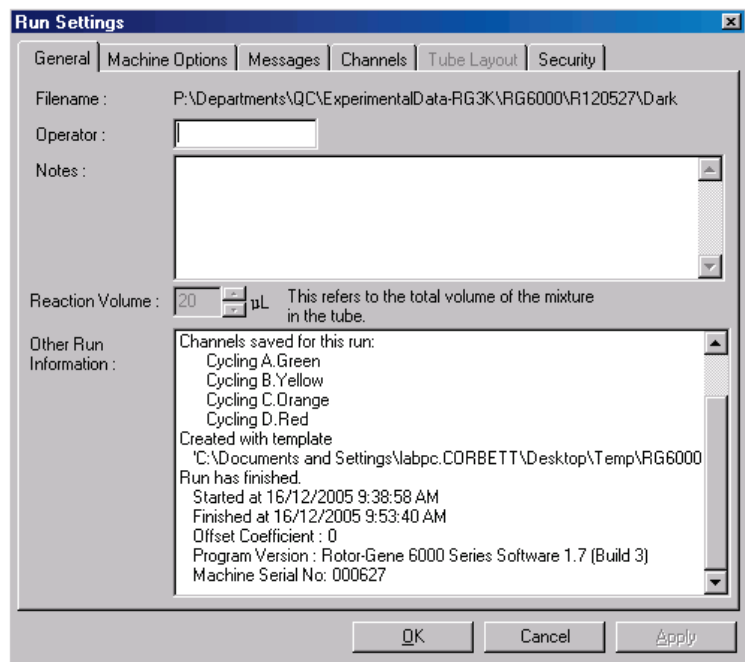 Run Settings
General Machine Options Messages Channels Tube Layout Security
Filename : P:\Departments\QC\ExperimentalData-RG3K\RG6000\R120527\Dark
Operator :
Notes :
Reaction Volume : 20 µL This refers to the total volume of the mixture
in the tube.
Other Run
Information :
Channels saved for this run:
Cycling A.Green
Cycling B.Yellow
Cycling C.Orange
Cycling D.Red
Created with template
'C:\Documents and Settings\labpc.CORBETT\Desktop\Temp\RG6000
Run has finished.
Started at 16/12/2005 9:38:58 AM
Finished at 16/12/2005 9:53:40 AM
Offset Coefficient : 0
Program Version : Rotor-Gene 6000 Series Software 1.7 (Build 3)
Machine Serial No: 000627
OK Cancel Apply